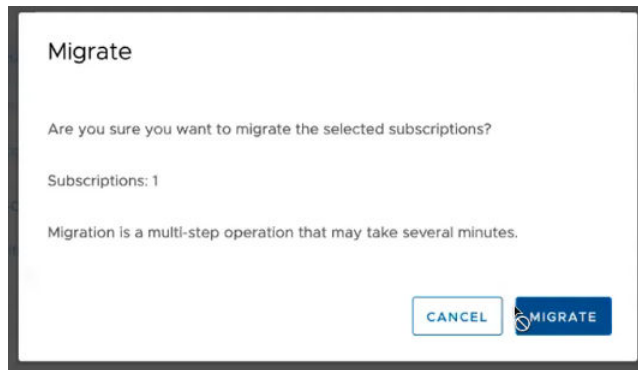 Migrate
Are you sure you want to migrate the selected subscriptions?
Subscriptions: 1
Migration is a multi-step operation that may take several minutes.
CANCEL
MIGRATE